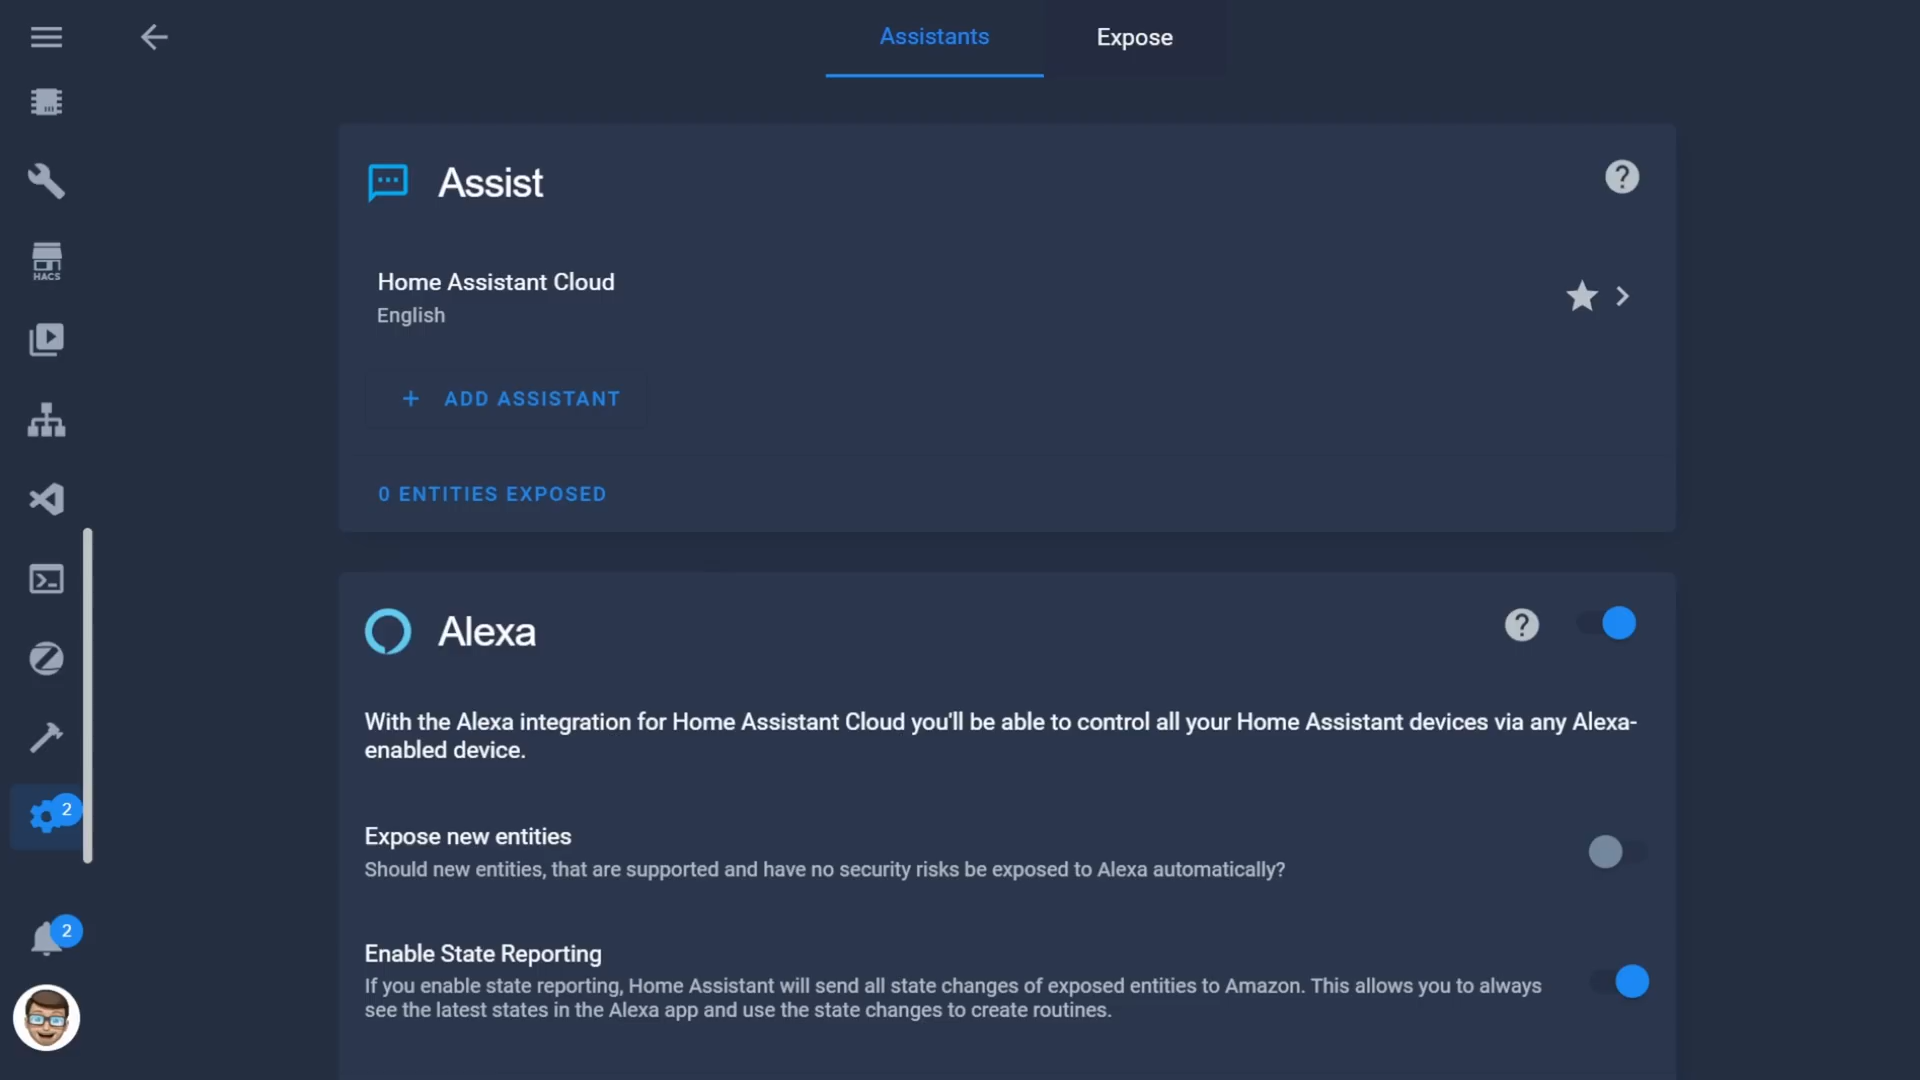 Assistants
Expose
Assist
?
HACS
Home Assistant Cloud
English
+ ADD ASSISTANT
0 ENTITIES EXPOSED
Alexa
?
With the Alexa integration for Home Assistant Cloud you'll be able to control all your Home Assistant devices via any Alexa-
enabled device.
2
Expose new entities
Should new entities, that are supported and have no security risks be exposed to Alexa automatically?
2
Enable State Reporting
If you enable state reporting, Home Assistant will send all state changes of exposed entities to Amazon. This allows you to always
see the latest states in the Alexa app and use the state changes to create routines.